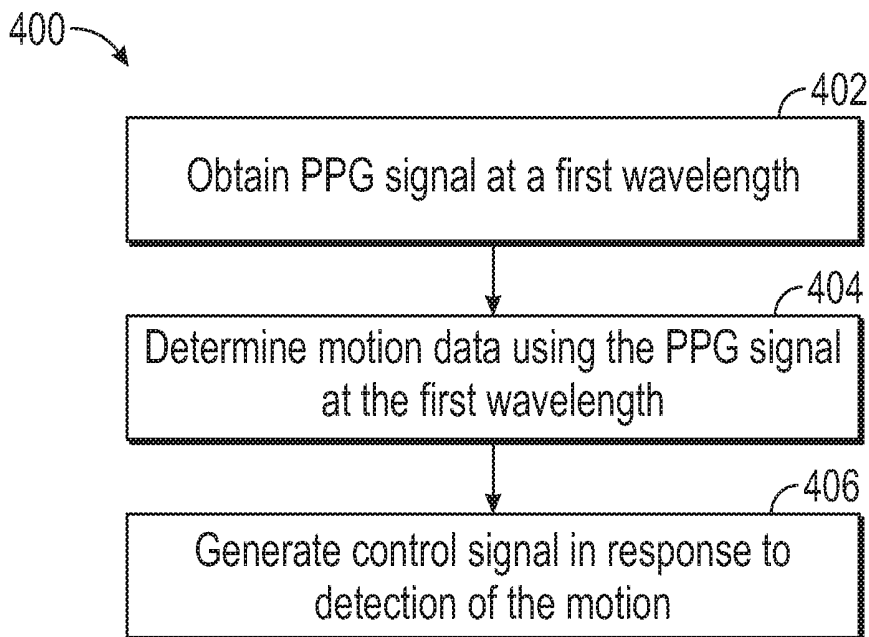 400
402
Obtain PPG signal at a first wavelength
404
Determine motion data using the PPG signal
at the first wavelength
406
Generate control signal in response to
detection of the motion